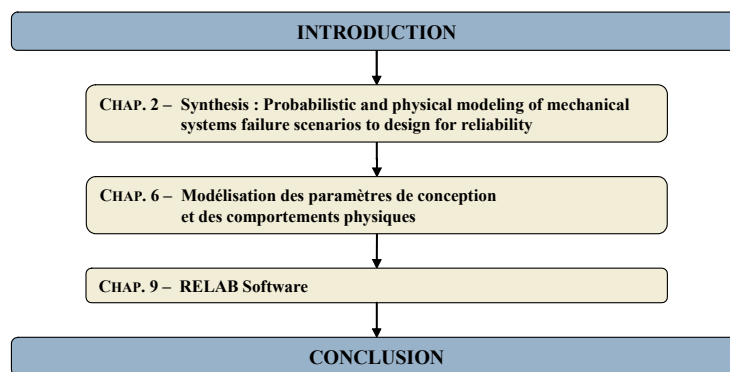 INTRODUCTION
CHAP. 2 – Synthesis : Probabilistic and physical modeling of mechanical
systems failure scenarios to design for reliability
CHAP. 6 – Modélisation des paramètres de conception
et des comportements physiques
CHAP. 9 – RELAB Software
CONCLUSION